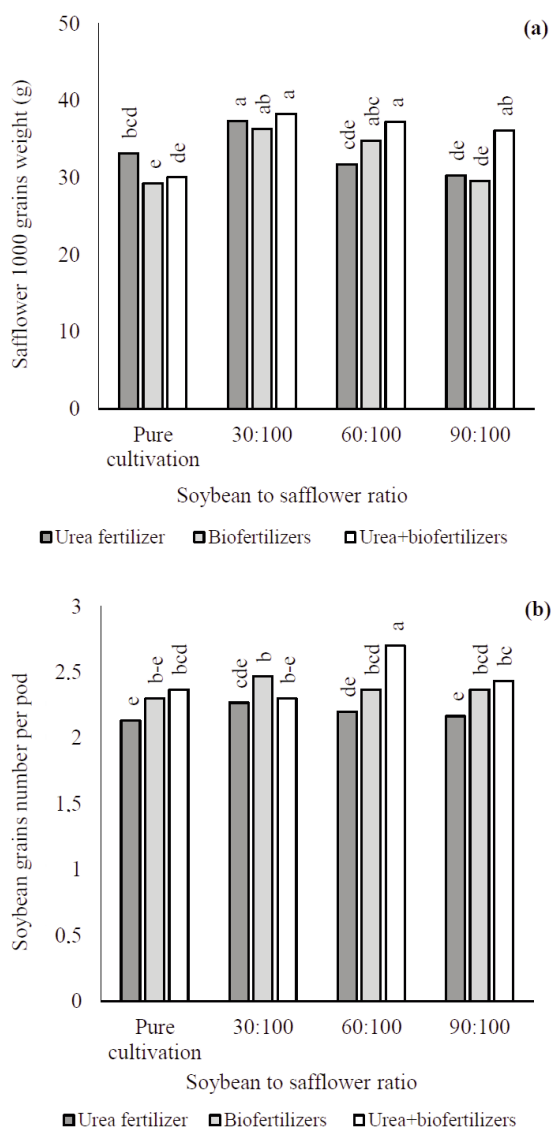 (a)
Safflower 1000 grains weight (g)
50
40
30
20
10
0
bcd
e
de
a
ab
a
cde
abc
a
de
de
ab
Pure
cultivation
30:100
60:100
90:100
Soybean to safflower ratio
Urea fertilizer
Biofertilizers
Urea+biofertilizers
(b)
Soybean grains number per pod
3
2.5
2
1.5
1
0.5
0
e
b-e
bcd
cde
b
b-e
de
bcd
a
e
bcd
bc
Pure
cultivation
30:100
60:100
90:100
Soybean to safflower ratio
Urea fertilizer
Biofertilizers
Urea+biofertilizers